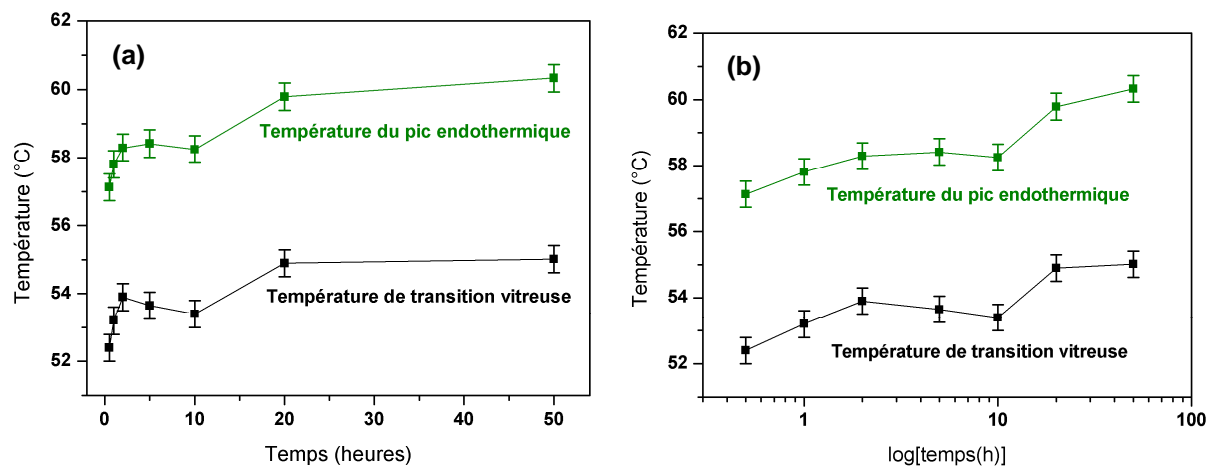 (a)
Température (°C)
62
60
58
56
54
52
Température du pic endothermique
Température de transition vitreuse
0
10
20
30
40
50
Temps (heures)
(b)
Température (°C)
62
60
58
56
54
52
Température du pic endothermique
Température de transition vitreuse
1
10
100
log[temps(h)]